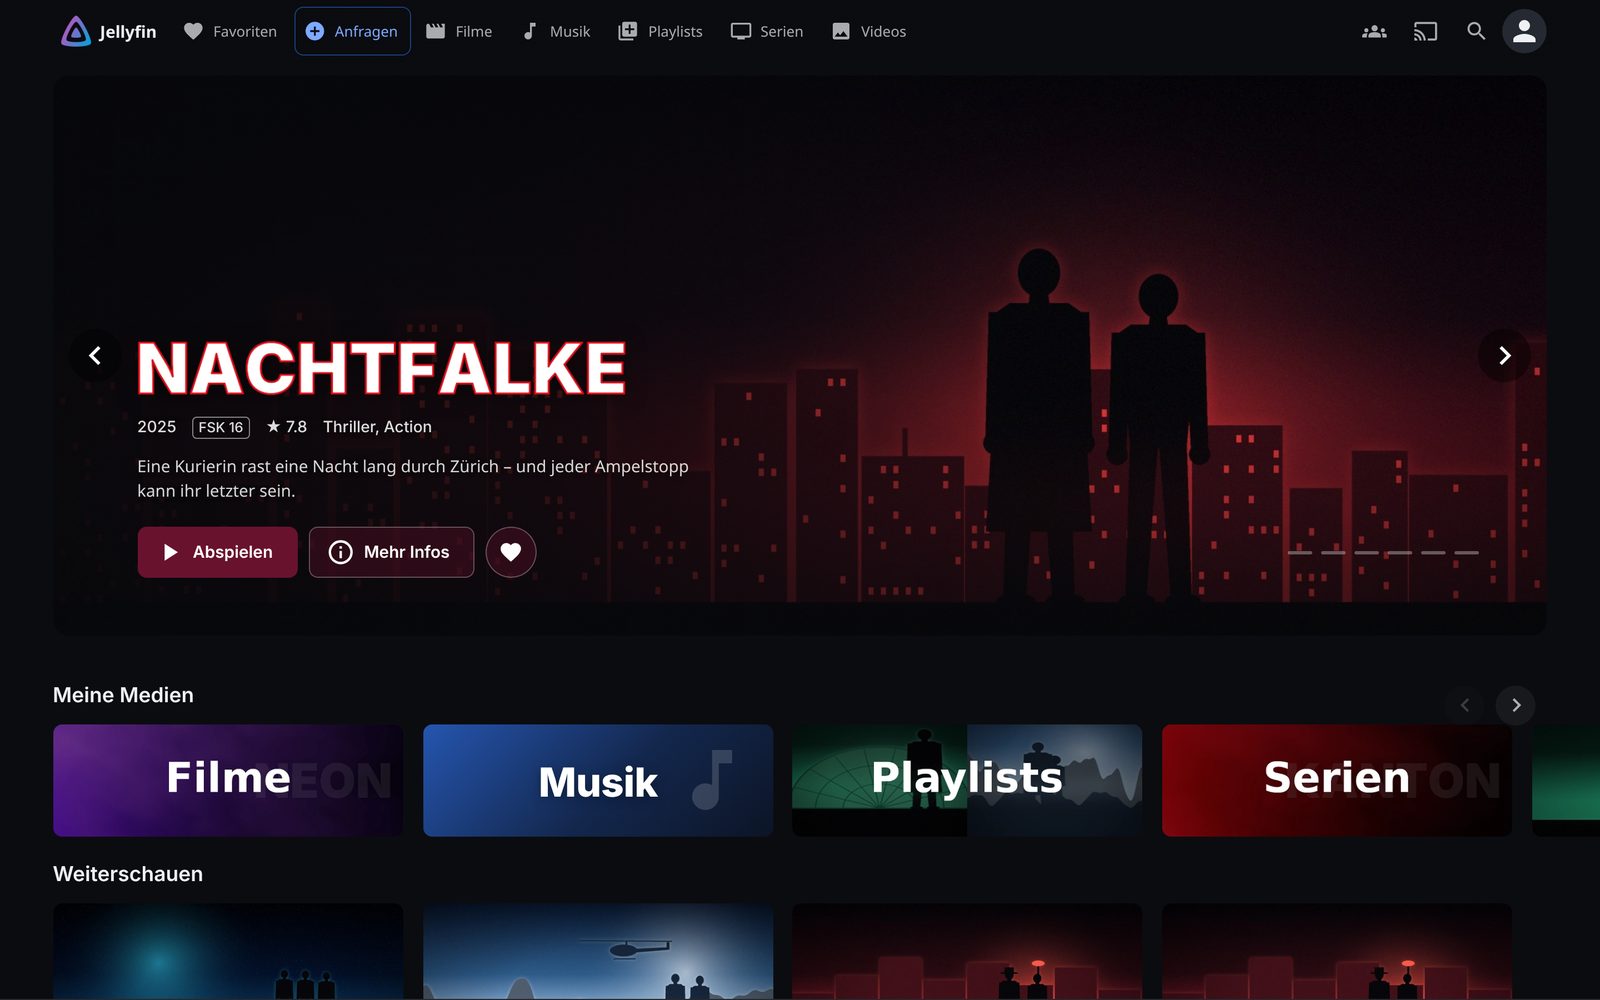 Jellyfin
Favoriten
Anfragen
Filme
Musik
Playlists
Serien
Videos
NACHTFALKE
2025 FSK 16 ★ 7.8 Thriller, Action
Eine Kurierin rast eine Nacht lang durch Zürich – und jeder Ampelstopp
kann ihr letzter sein.
Abspielen
Mehr Infos
Meine Medien
Filme
NEON
Musik
Playlists
Serien
KANTON
Weiterschauen